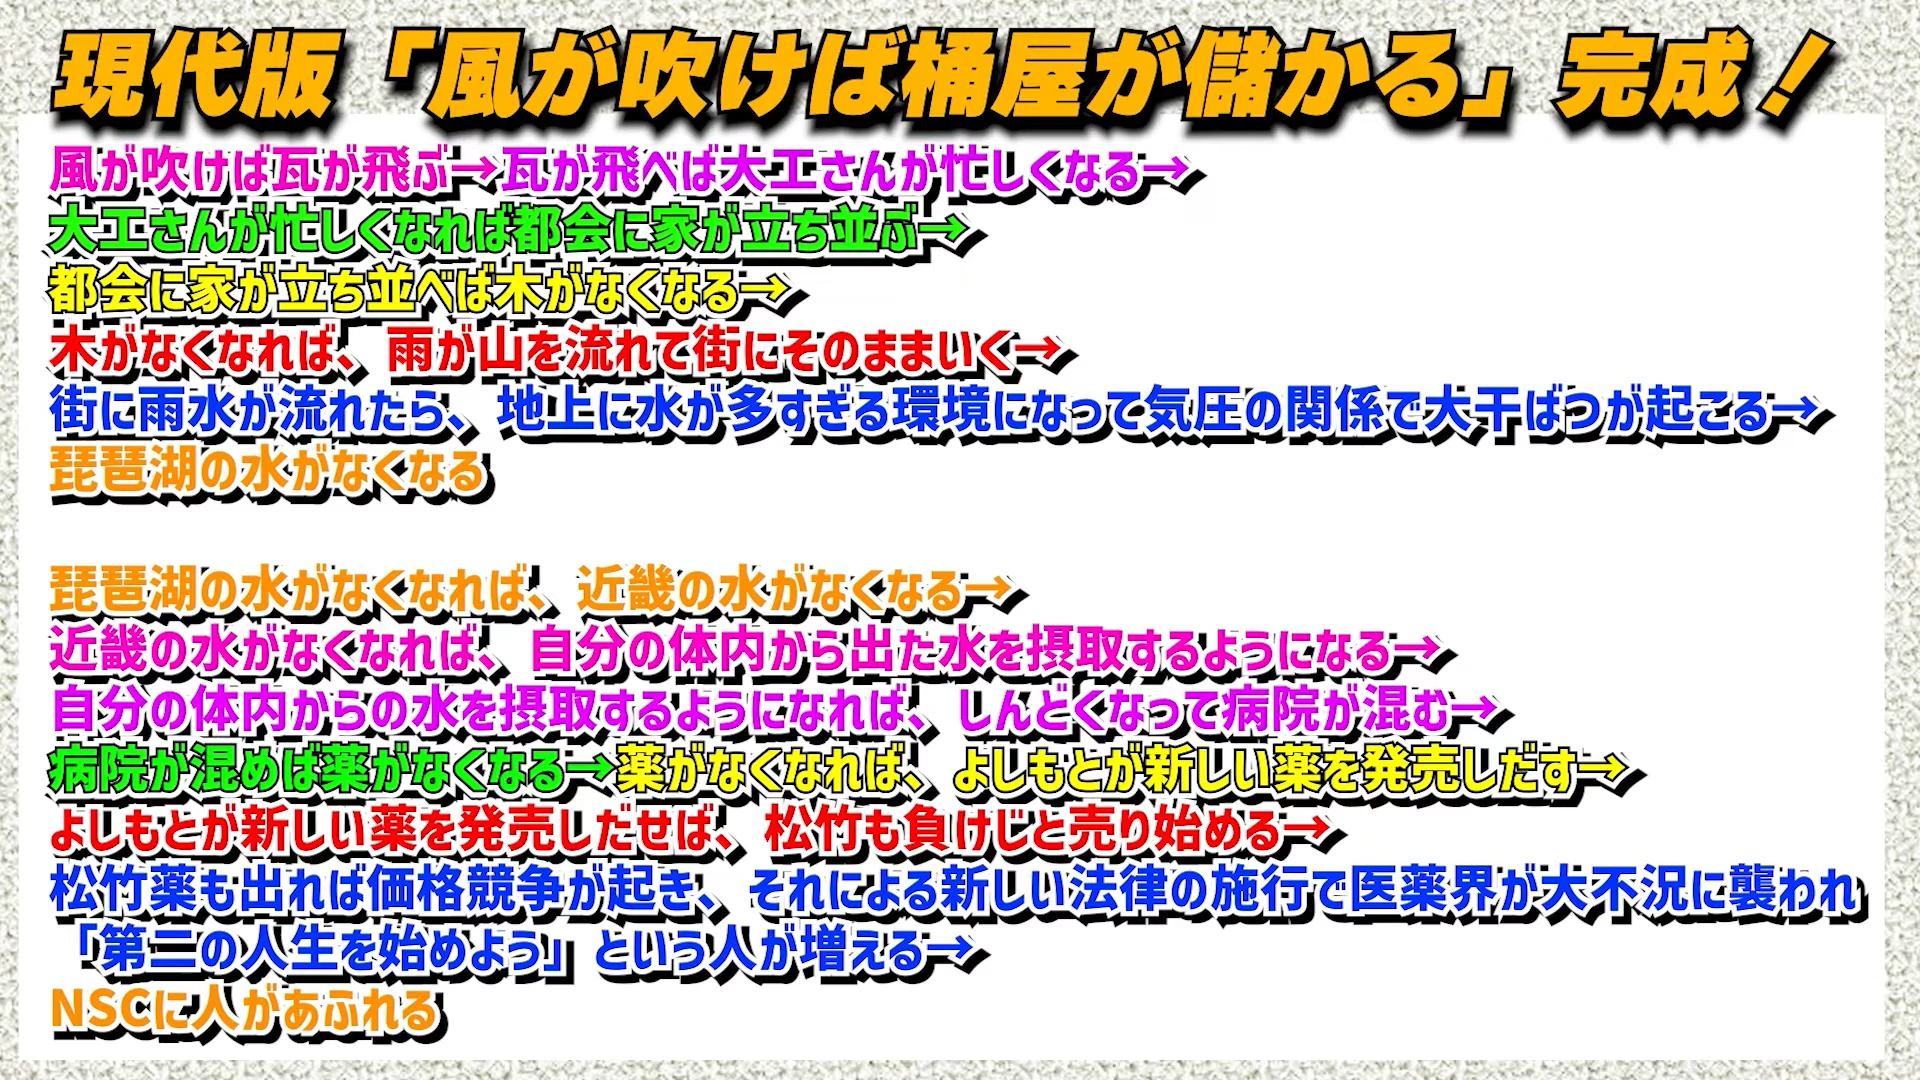 現代版「風が吹けば桶屋が儲かる」完成！
風が吹けば瓦が飛ぶ→瓦が飛べば大工さんが忙しくなる→
大工さんが忙しくなれば都会に家が立ち並ぶ→
都会に家が立ち並べば木がなくなる→
木がなくなれば、雨が山を流れて街にそのままいく→
街に雨水が流れたら、地上に水が多すぎる環境になって気圧の関係で大干ばつが起こる→
琵琶湖の水がなくなる
琵琶湖の水がなくなれば、近畿の水がなくなる→
近畿の水がなくなれば、自分の体内から出た水を摂取するようになる→
自分の体内からの水を摂取するようになれば、しんどくなって病院が混む→
病院が混めば薬がなくなる→薬がなくなれば、よしもとが新しい薬を発売しだす→
よしもとが新しい薬を発売しだせば、松竹も負けじと売り始める→
松竹薬も出れば価格競争が起き、それによる新しい法律の施行で医薬界が大不況に襲われ
「第二の人生を始めよう」という人が増える→
NSCに人があふれる